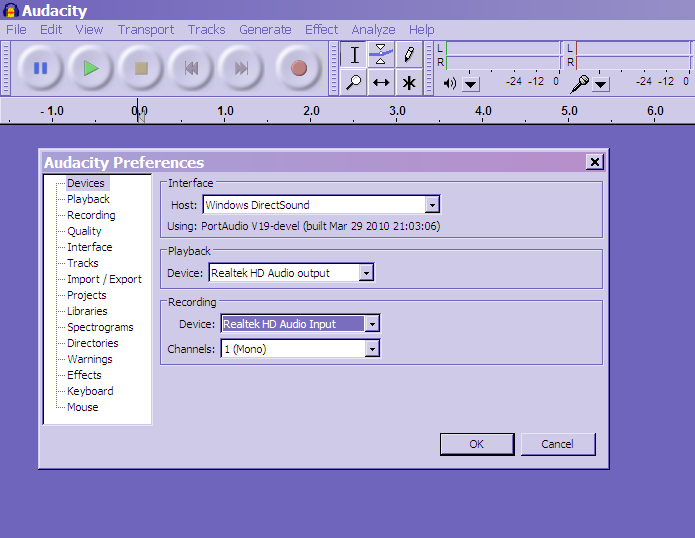 Audacity
File Edit View Transport Tracks Generate Effect Analyze Help
L L
R R
-24 -12 0 -24 -12 0
- 1.0 0.0 1.0 2.0 3.0 4.0 5.0 6.0
Audacity Preferences
Devices
Playback
Recording
Quality
Interface
Tracks
Import / Export
Projects
Libraries
Spectrograms
Directories
Warnings
Effects
Keyboard
Mouse
Interface
Host: Windows DirectSound
Using: PortAudio V19-devel (built Mar 29 2010 21:03:06)
Playback
Device: Realtek HD Audio output
Recording
Device: Realtek HD Audio Input
Channels: 1 (Mono)
OK Cancel